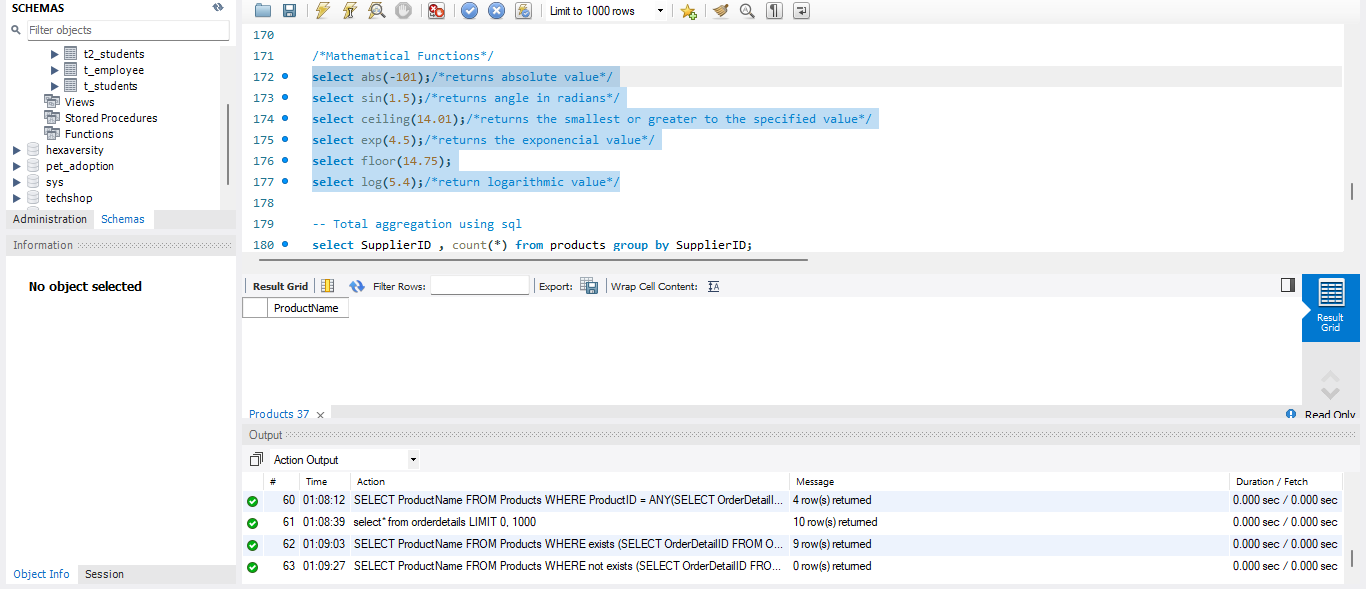 SCHEMAS
Filter objects
t2_students
t_employee
t_students
Views
Stored Procedures
Functions
hexaversity
pet_adoption
sys
techshop
Administration Schemas
Information
No object selected
Object Info Session
Limit to 1000 rows
170
171 /*Mathematical Functions*/
172 select abs(-101);/*returns absolute value*/
173 select sin(1.5);/*returns angle in radians*/
174 select ceiling(14.01);/*returns the smallest or greater to the specified value*/
175 select exp(4.5);/*returns the exponencial value*/
176 select floor(14.75);
177 select log(5.4);/*return logarithmic value*/
178
179 -- Total aggregation using sql
180 select SupplierID , count(*) from products group by SupplierID;
Result Grid Filter Rows: Export: Wrap Cell Content:
ProductName
Result
Grid
Products 37 Read Only
Output
Action Output
# Time Action Message Duration / Fetch
60 01:08:12 SELECT ProductName FROM Products WHERE ProductID = ANY(SELECT OrderDetailI... 4 row(s) returned 0.000 sec / 0.000 sec
61 01:08:39 select* from orderdetails LIMIT 0, 1000 10 row(s) returned 0.000 sec / 0.000 sec
62 01:09:03 SELECT ProductName FROM Products WHERE exists (SELECT OrderDetailID FROM O... 9 row(s) returned 0.000 sec / 0.000 sec
63 01:09:27 SELECT ProductName FROM Products WHERE not exists (SELECT OrderDetailID FRO... 0 row(s) returned 0.000 sec / 0.000 sec